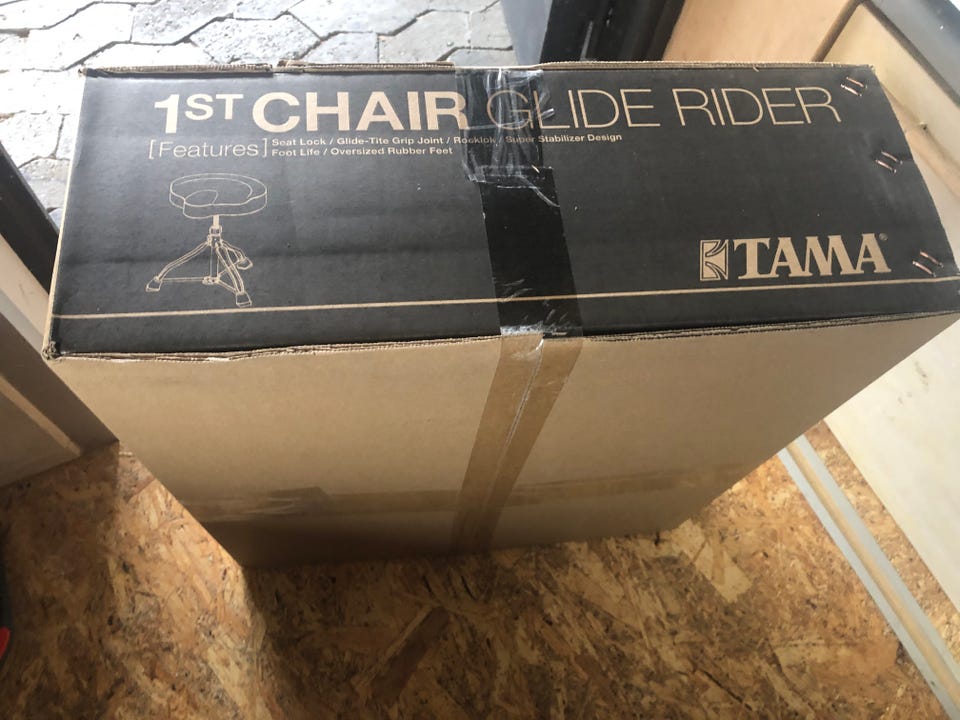 1ST CHAIR GLIDE RIDER
[Features] Seat Lock / Glide-Tite Grip Joint / Rocklok / Super Stabilizer Design
Foot Life / Oversized Rubber Feet
TAMA®